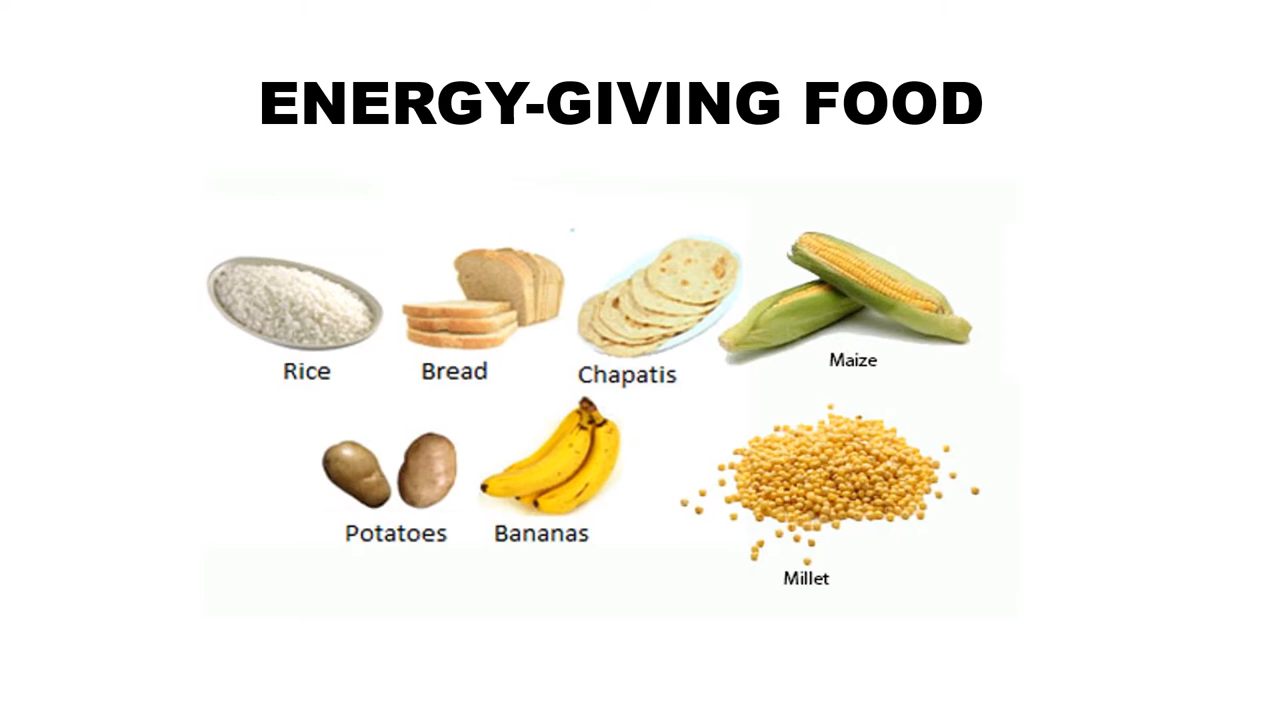 ENERGY-GIVING FOOD
Rice
Bread
Chapatis
Maize
Potatoes
Bananas
Millet